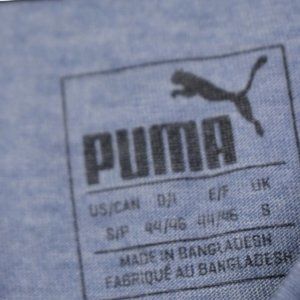 PUMA
US/CAN D/I E/F UK
S/P 44/46 44/46 S
MADE IN BANGLADESH
FABRIQUÉ AU BANGLADESH